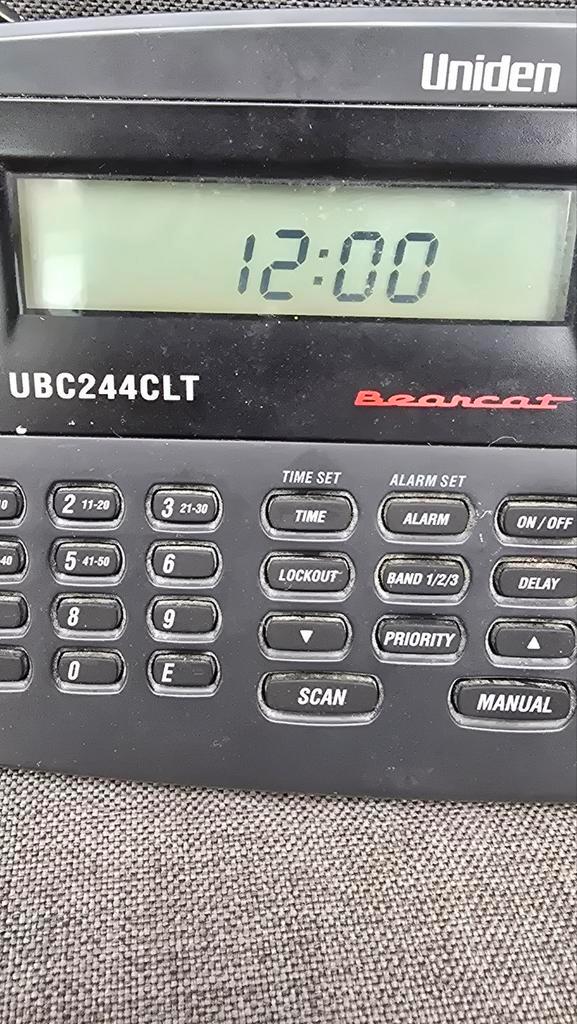 Uniden
12:00
UBC244CLT Bearcat
TIME SET ALARM SET
2 11-20 3 21-30 TIME ALARM ON / OFF
5 41-50 6 LOCKOUT BAND 1/2/3 DELAY
8 9 ▼ PRIORITY ▲
0 E SCAN MANUAL